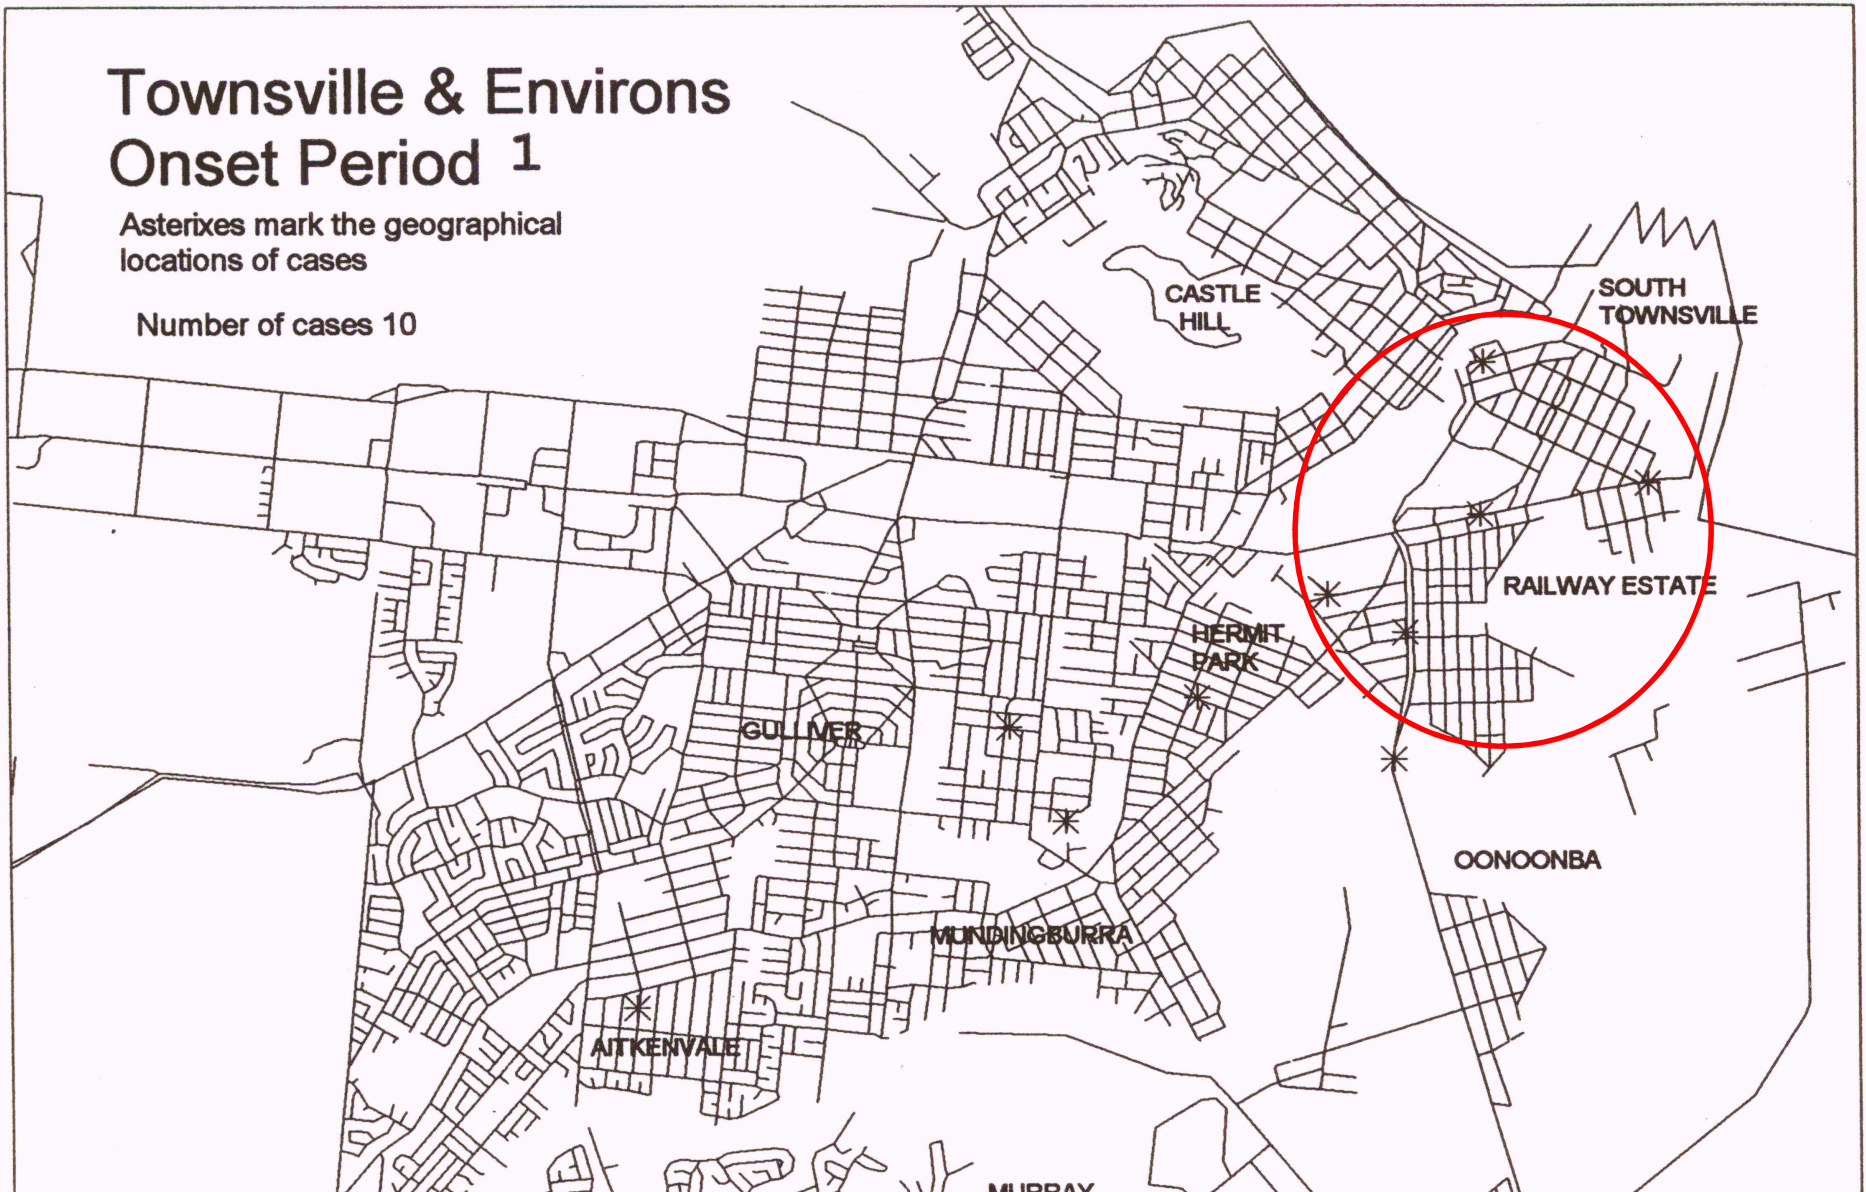 Townsville & Environs
Onset Period 1
Asterixes mark the geographical
locations of cases
Number of cases 10
CASTLE
HILL
SOUTH
TOWNSVILLE
RAILWAY ESTATE
HERMIT
PARK
GULLIVER
OONOONBA
MUNDINGBURRA
AITKENVALE
MURRAY